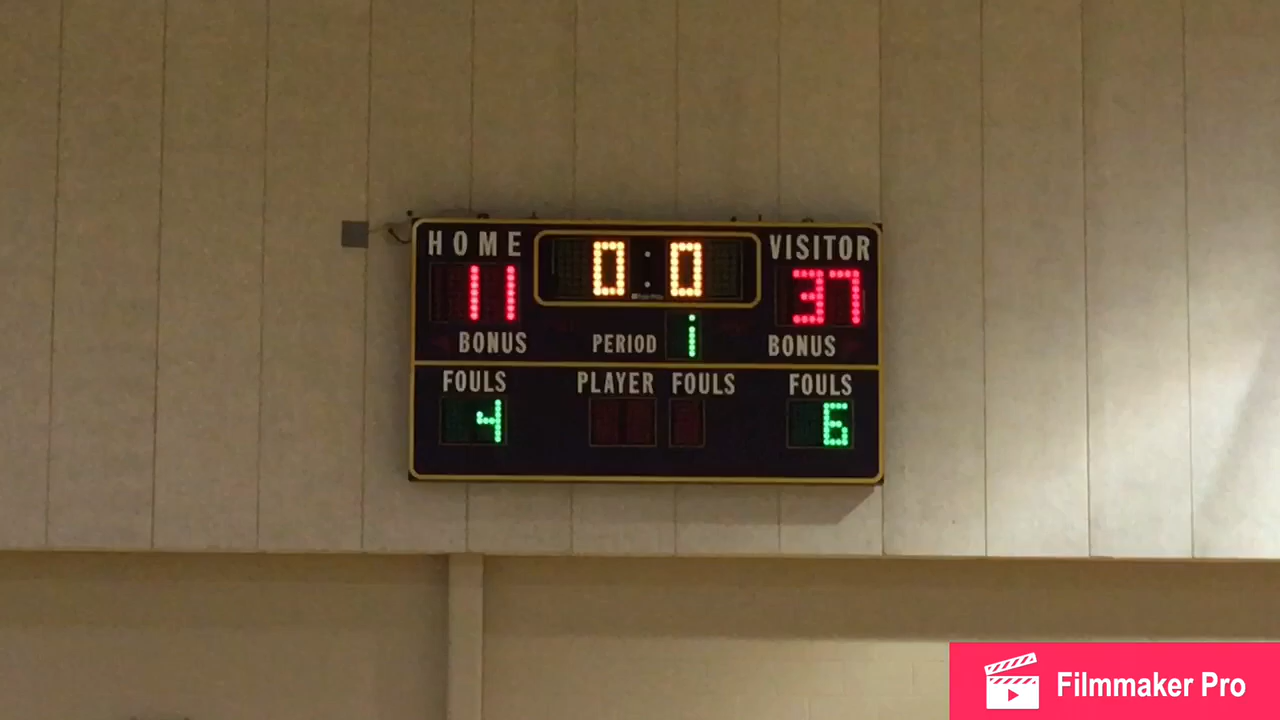 HOME
0:0
VISITOR
11
37
BONUS
PERIOD 1
BONUS
FOULS
PLAYER FOULS
FOULS
4
6
Filmmaker Pro